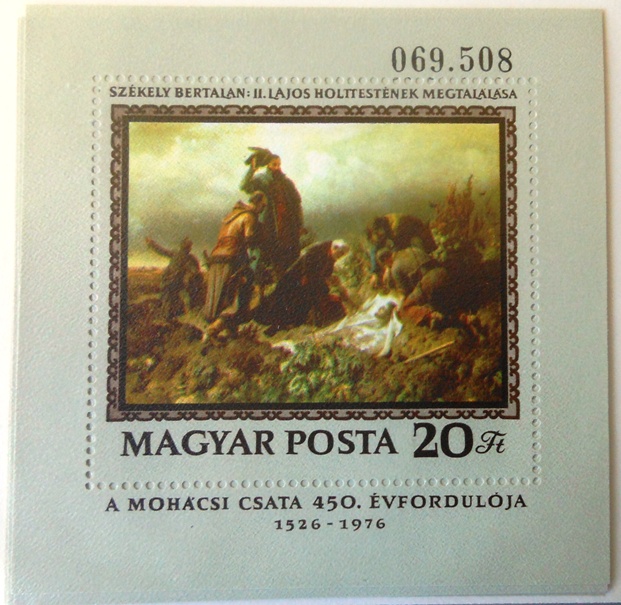 069.508
SZÉKELY BERTALAN: II. LAJOS HOLTTESTÉNEK MEGTALÁLÁSA
MAGYAR POSTA 20 Ft
A MOHÁCSI CSATA 450. ÉVFORDULÓJA
1526 - 1976